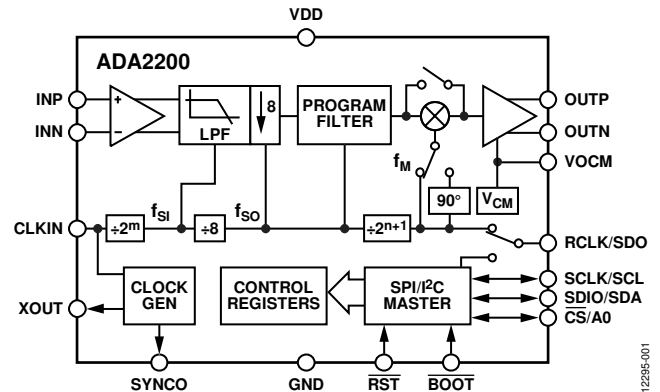 VDD
ADA2200
INP
INN
+
−
LPF
8
PROGRAM
FILTER
OUTP
OUTN
VOCM
fM
90°
VCM
CLKIN
÷2m
fSI
÷8
fSO
÷2n+1
RCLK/SDO
CLOCK
GEN
CONTROL
REGISTERS
SPI/I2C
MASTER
SCLK/SCL
SDIO/SDA
CS/A0
XOUT
SYNCO
GND
RST
BOOT
12295-001